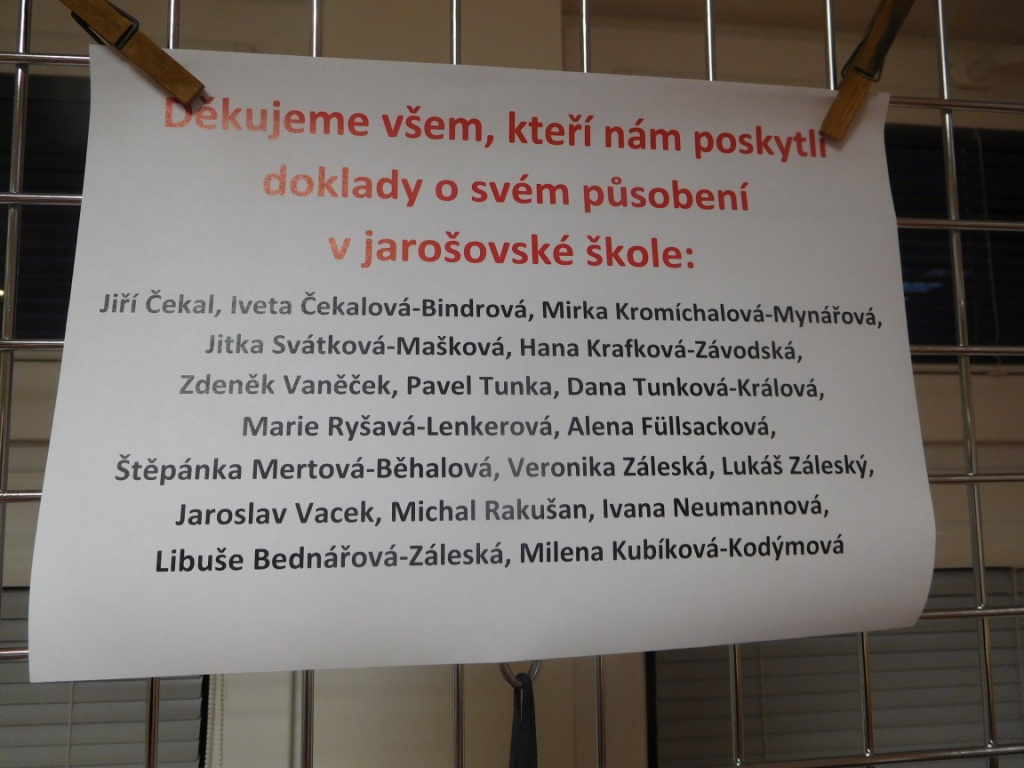 Děkujeme všem, kteří nám poskytli
doklady o svém působení
v jarošovské škole:
Jiří Čekal, Iveta Čekalová-Bindrová, Mirka Kromíchalová-Mynářová,
Jitka Svátková-Mašková, Hana Krafková-Závodská,
Zdeněk Vaněček, Pavel Tunka, Dana Tunková-Králová,
Marie Ryšavá-Lenkerová, Alena Füllsacková,
Štěpánka Mertová-Běhalová, Veronika Záleská, Lukáš Záleský,
Jaroslav Vacek, Michal Rakušan, Ivana Neumannová,
Libuše Bednářová-Záleská, Milena Kubíková-Kodýmová